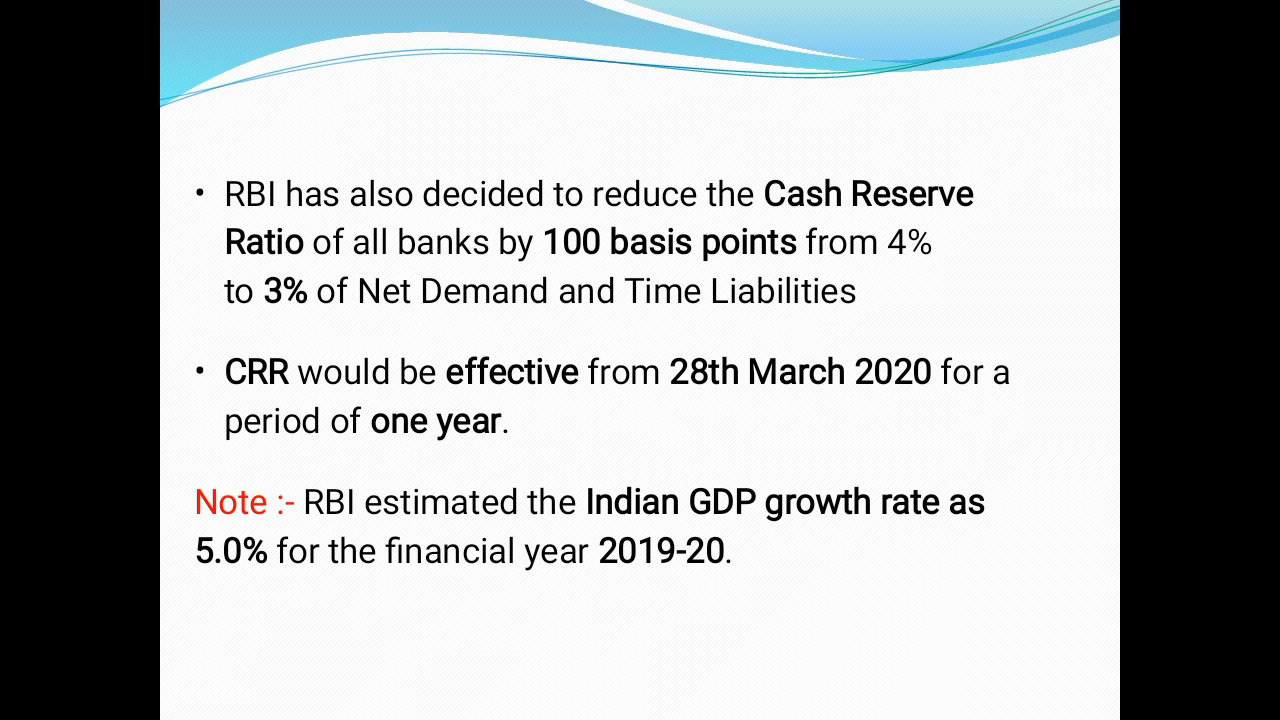 • RBI has also decided to reduce the Cash Reserve
Ratio of all banks by 100 basis points from 4%
to 3% of Net Demand and Time Liabilities
• CRR would be effective from 28th March 2020 for a
period of one year.
Note :- RBI estimated the Indian GDP growth rate as
5.0% for the financial year 2019-20.